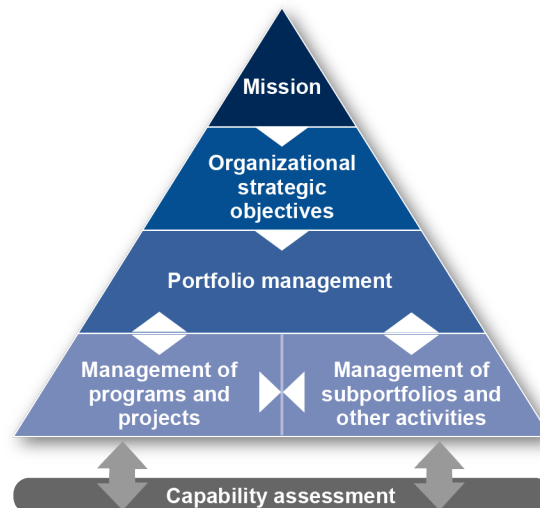 Mission
Organizational
strategic
objectives
Portfolio management
Management of
programs and
projects
Management of
subportfolios and
other activities
Capability assessment